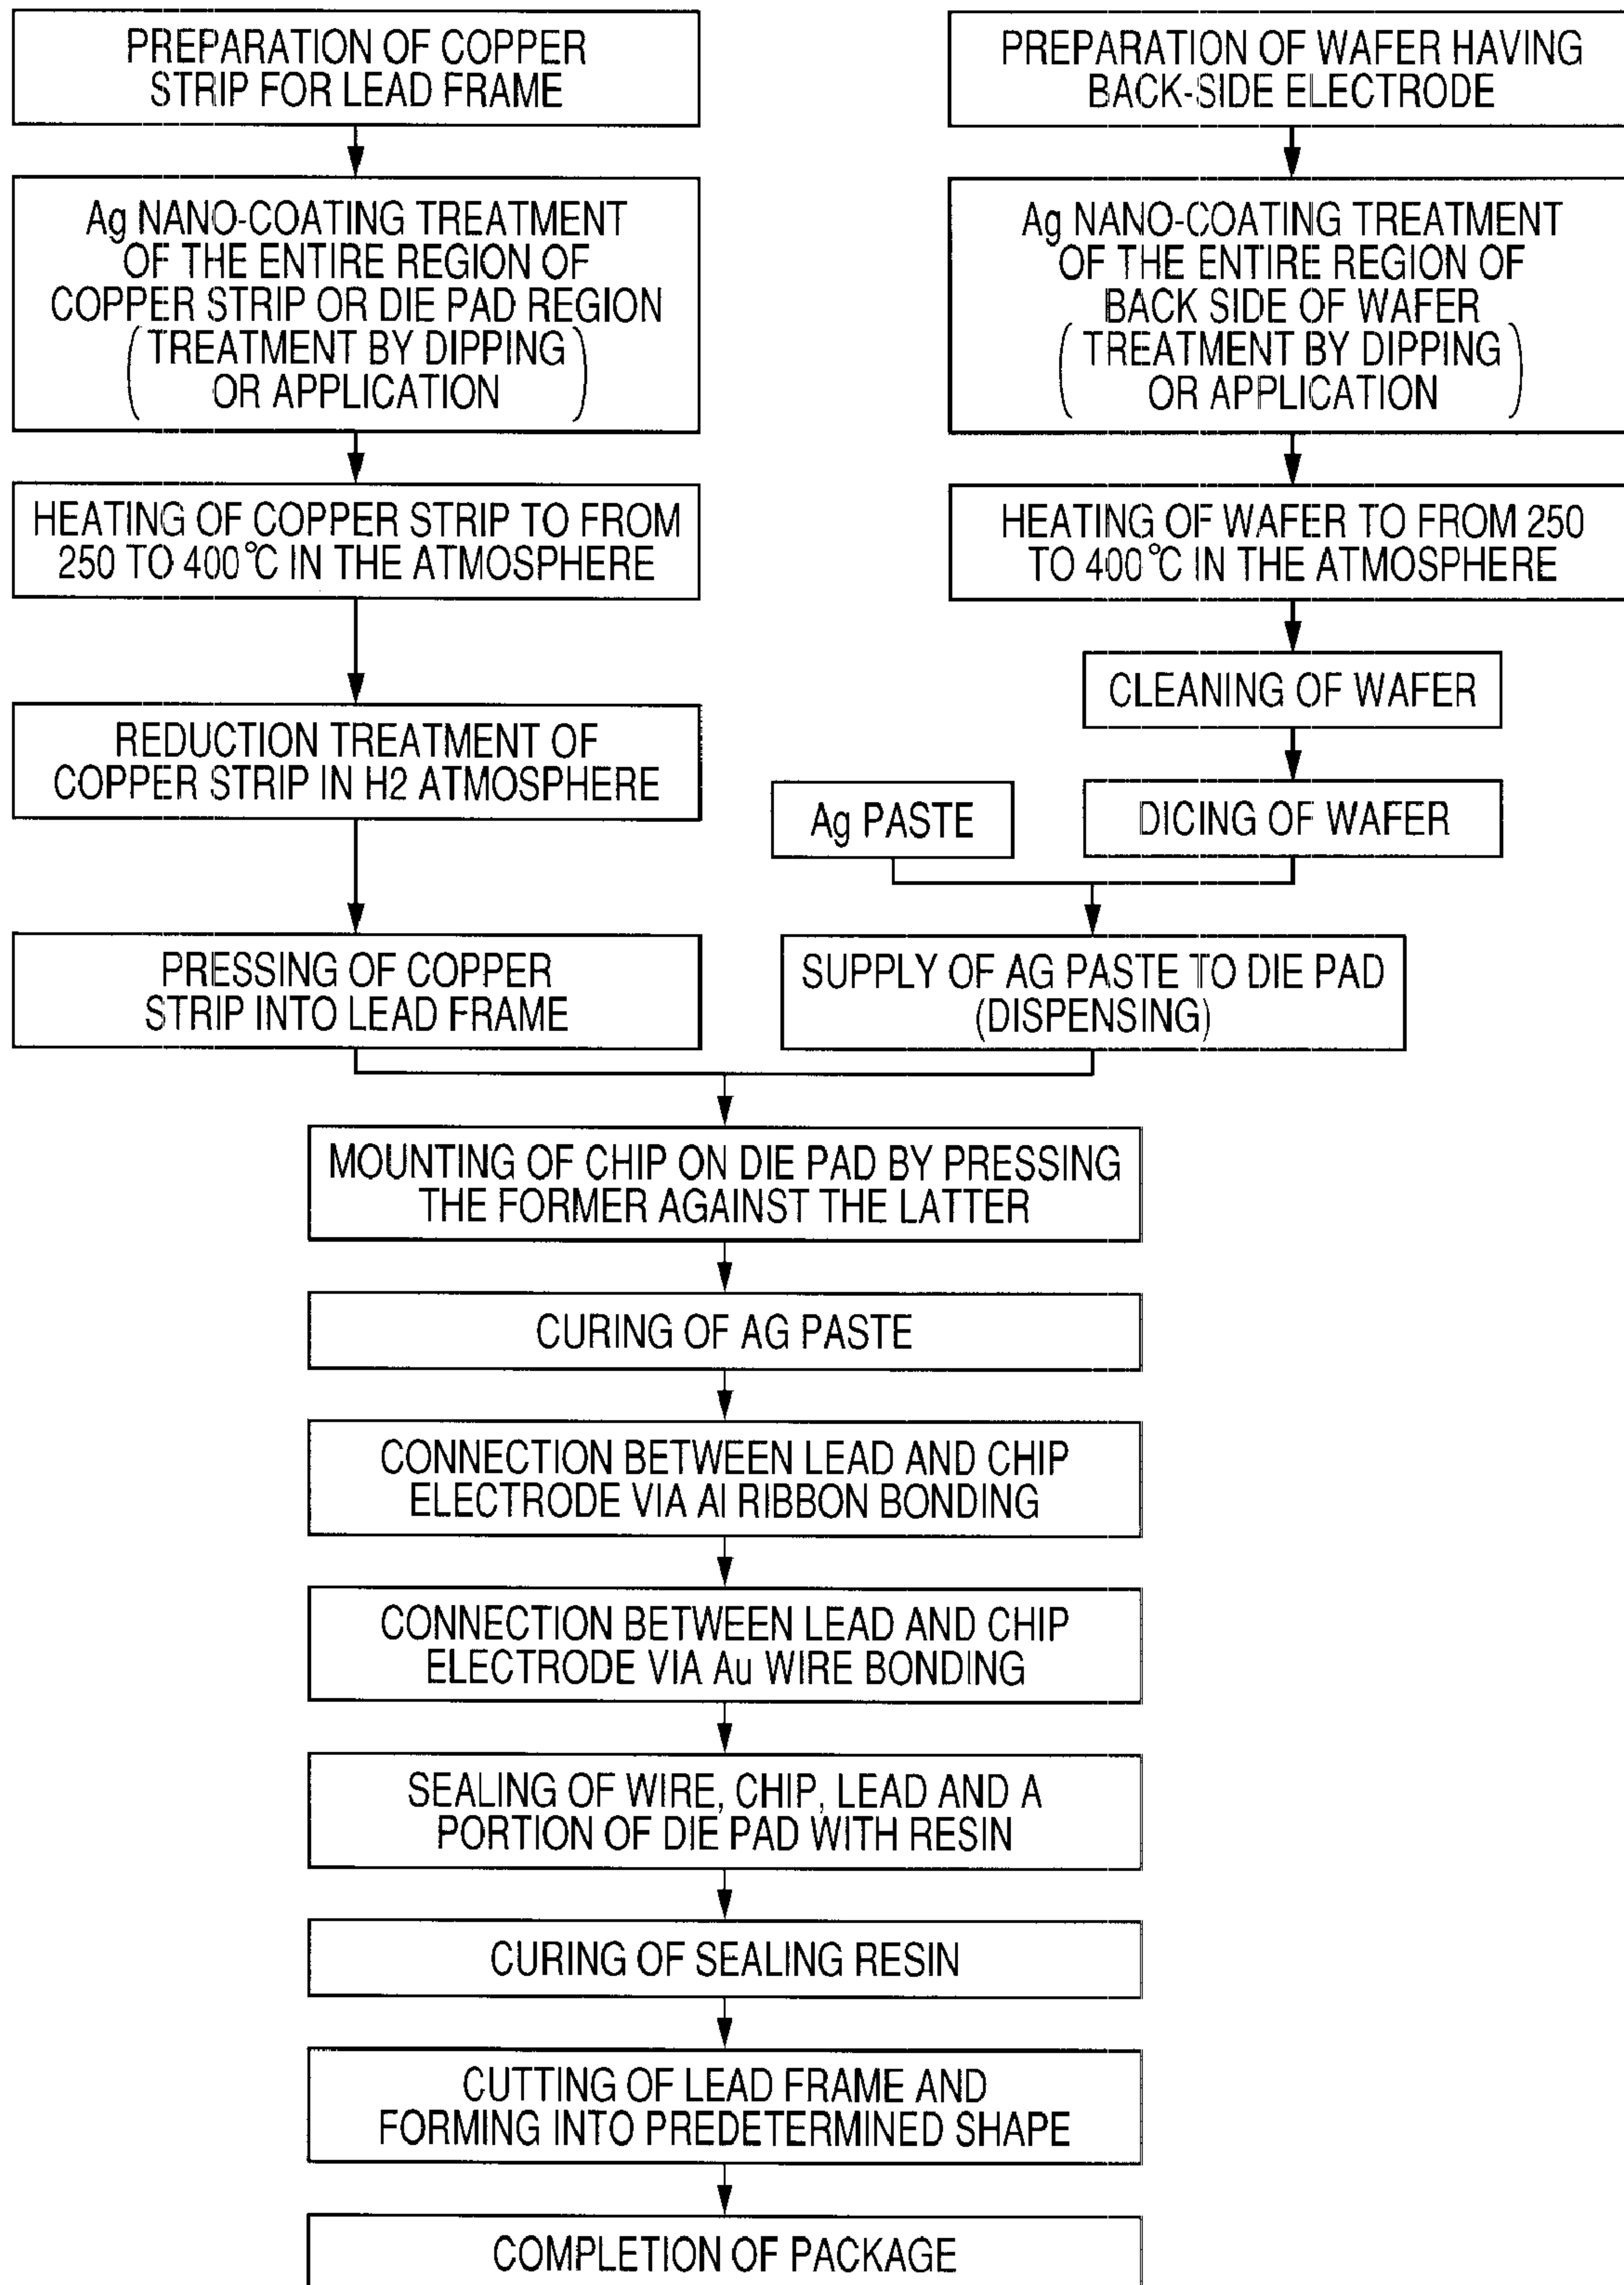 PREPARATION OF COPPER
STRIP FOR LEAD FRAME
Ag NANO-COATING TREATMENT
OF THE ENTIRE REGION OF
COPPER STRIP OR DIE PAD REGION
(TREATMENT BY DIPPING
OR APPLICATION)
HEATING OF COPPER STRIP TO FROM
250 TO 400°C IN THE ATMOSPHERE
REDUCTION TREATMENT OF
COPPER STRIP IN H2 ATMOSPHERE
PRESSING OF COPPER
STRIP INTO LEAD FRAME
PREPARATION OF WAFER HAVING
BACK-SIDE ELECTRODE
Ag NANO-COATING TREATMENT
OF THE ENTIRE REGION OF
BACK SIDE OF WAFER
(TREATMENT BY DIPPING
OR APPLICATION)
HEATING OF WAFER TO FROM 250
TO 400°C IN THE ATMOSPHERE
CLEANING OF WAFER
Ag PASTE
DICING OF WAFER
SUPPLY OF AG PASTE TO DIE PAD
(DISPENSING)
MOUNTING OF CHIP ON DIE PAD BY PRESSING
THE FORMER AGAINST THE LATTER
CURING OF AG PASTE
CONNECTION BETWEEN LEAD AND CHIP
ELECTRODE VIA Al RIBBON BONDING
CONNECTION BETWEEN LEAD AND CHIP
ELECTRODE VIA Au WIRE BONDING
SEALING OF WIRE, CHIP, LEAD AND A
PORTION OF DIE PAD WITH RESIN
CURING OF SEALING RESIN
CUTTING OF LEAD FRAME AND
FORMING INTO PREDETERMINED SHAPE
COMPLETION OF PACKAGE